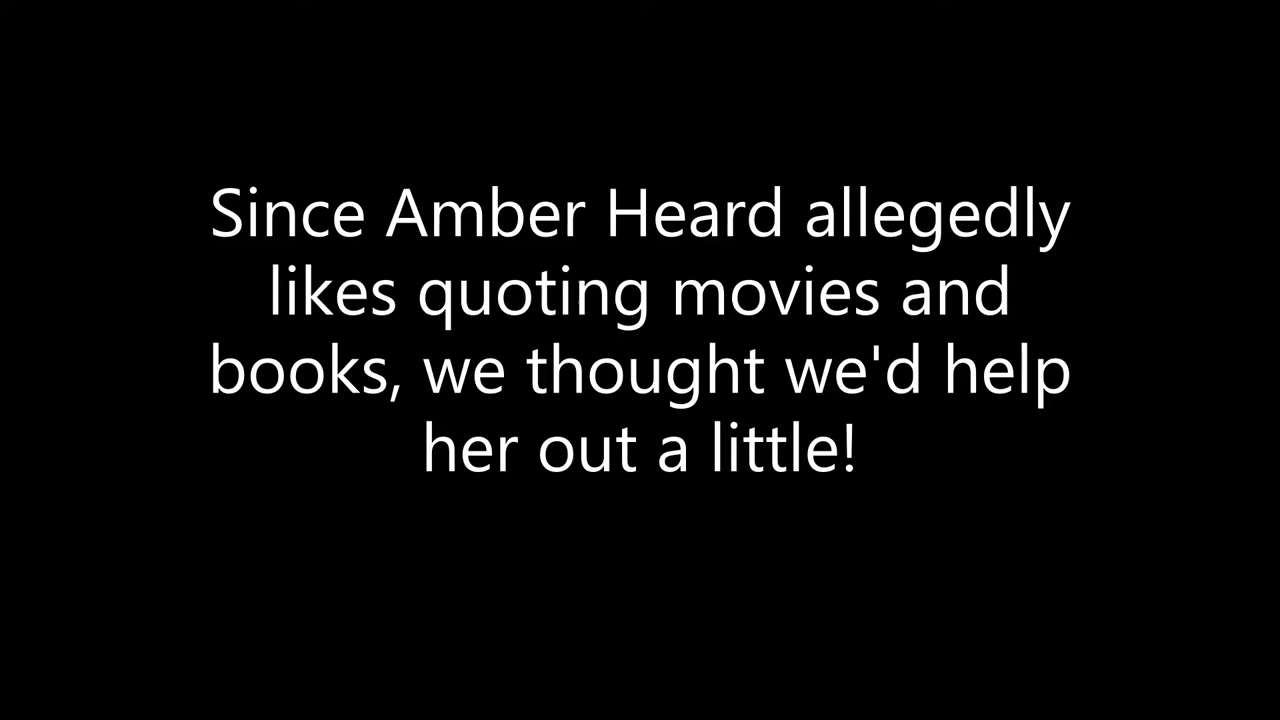 Since Amber Heard allegedly
likes quoting movies and
books, we thought we'd help
her out a little!